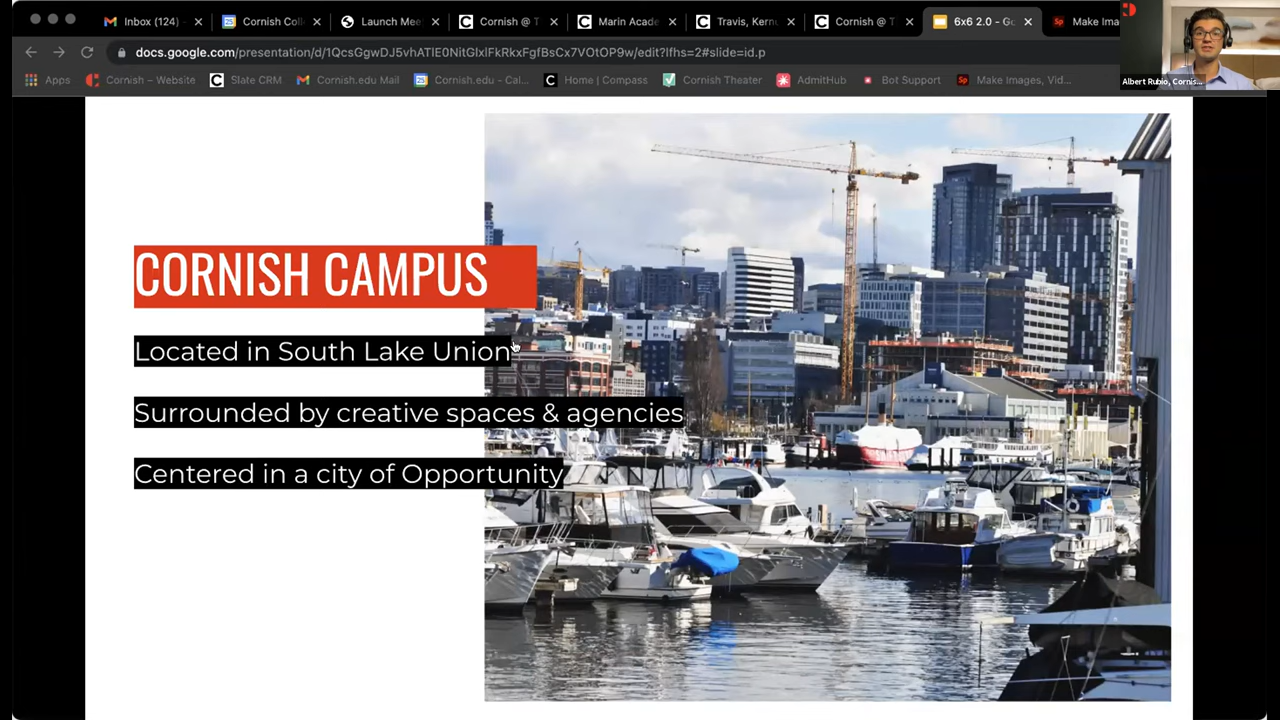 Inbox (124)
Cornish Coll
Launch Mee
Cornish @ T
Marin Acade
Travis, Kernu
Cornish @ T
6x6 2.0 - Go
Make Ima
docs.google.com/presentation/d/1QcsGgwDJ5vhATlE0NitGlxlFkRxFgfBsCx7VOtOP9w/edit?lfhs=2#slide=id.p
Apps
Cornish – Website
Slate CRM
Cornish.edu Mail
Cornish.edu - Cal...
Home | Compass
Cornish Theater
AdmitHub
Bot Support
Make Images, Vid...
Albert Rubio, Cornis...
CORNISH CAMPUS
Located in South Lake Union
Surrounded by creative spaces & agencies
Centered in a city of Opportunity